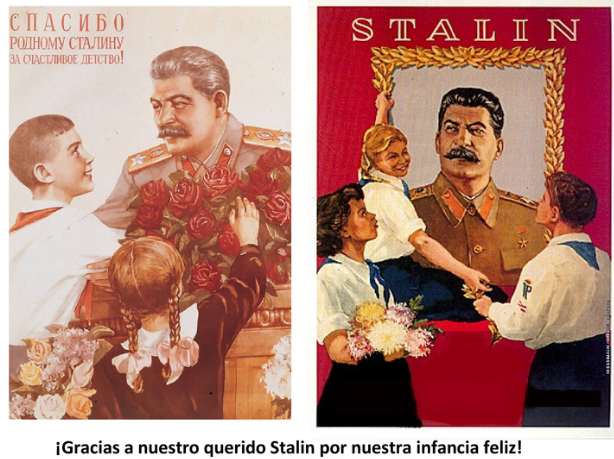 СПАСИБО
РОДНОМУ СТАЛИНУ
ЗА СЧАСТЛИВОЕ ДЕТСТВО!
STALIN
¡Gracias a nuestro querido Stalin por nuestra infancia feliz!